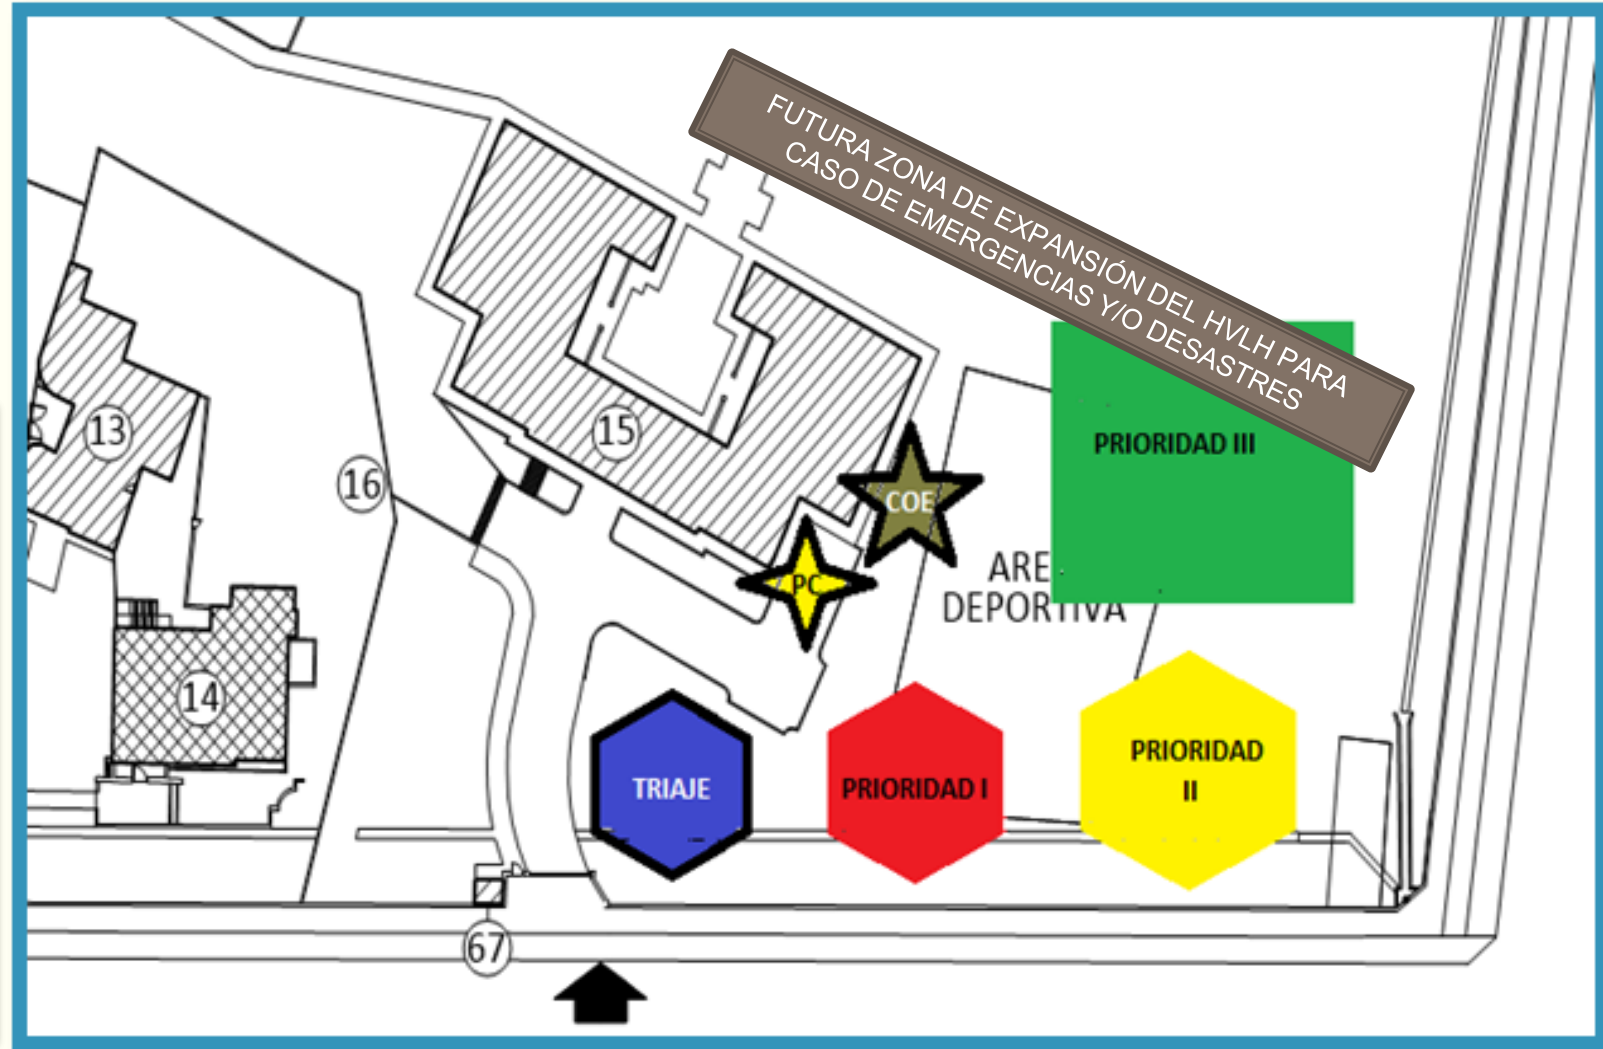 FUTURA ZONA DE EXPANSIÓN DEL HVLH PARA
CASO DE EMERGENCIAS Y/O DESASTRES
13
15
16
PRIORIDAD III
COE
PC
ARE
DEPORTIVA
14
TRIAJE
PRIORIDAD I
PRIORIDAD
II
67